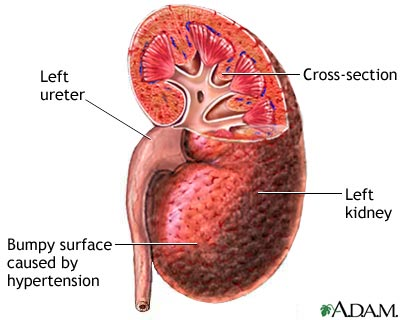 Left
ureter
Cross-section
Left
kidney
Bumpy surface
caused by
hypertension
A.D.A.M.